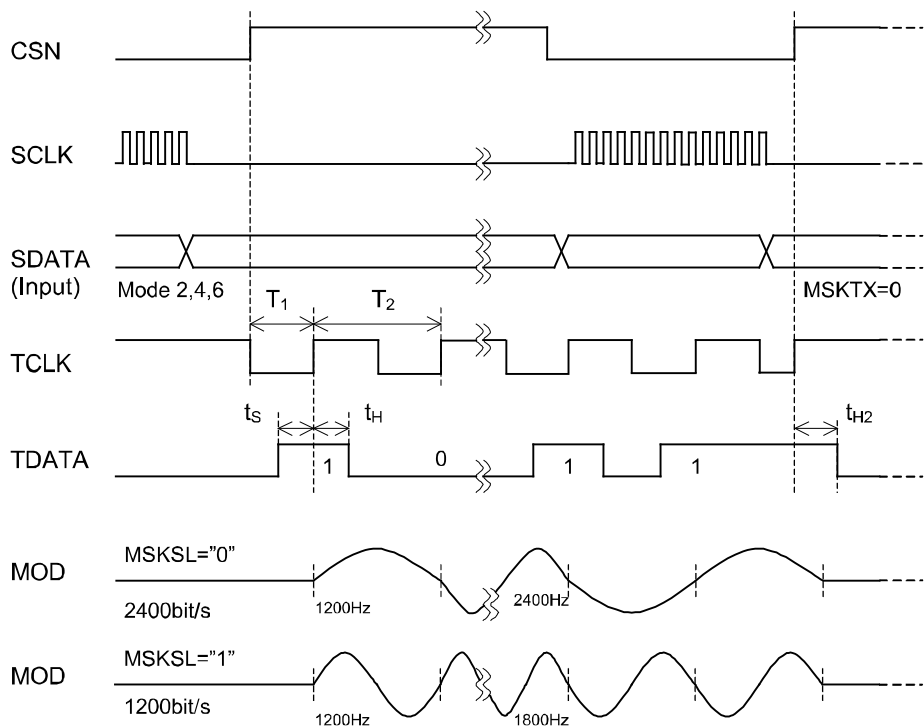 CSN
SCLK
SDATA
(Input)
Mode 2,4,6
MSKTX=0
T1
T2
TCLK
tS
tH
tH2
TDATA
1
0
1
1
MOD
MSKSL=”0”
2400bit/s
1200Hz
2400Hz
MOD
MSKSL=”1”
1200bit/s
1200Hz
1800Hz